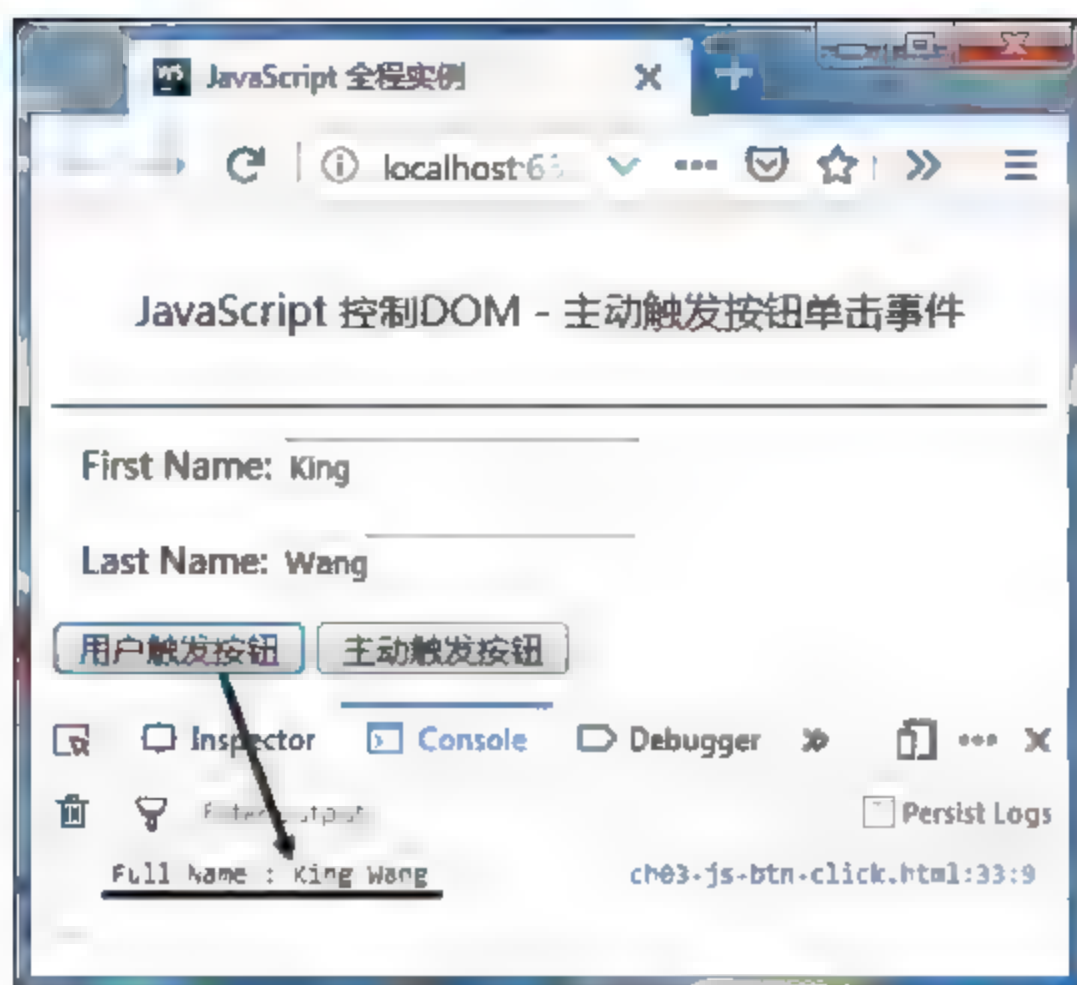 JavaScript 全程实例
localhost:6
JavaScript 控制DOM - 主动触发按钮单击事件
First Name: King
Last Name: Wang
用户触发按钮 主动触发按钮
Inspector Console Debugger
Persist Logs
Full Name : King Wang ch03-js-btn-click.html:33:9